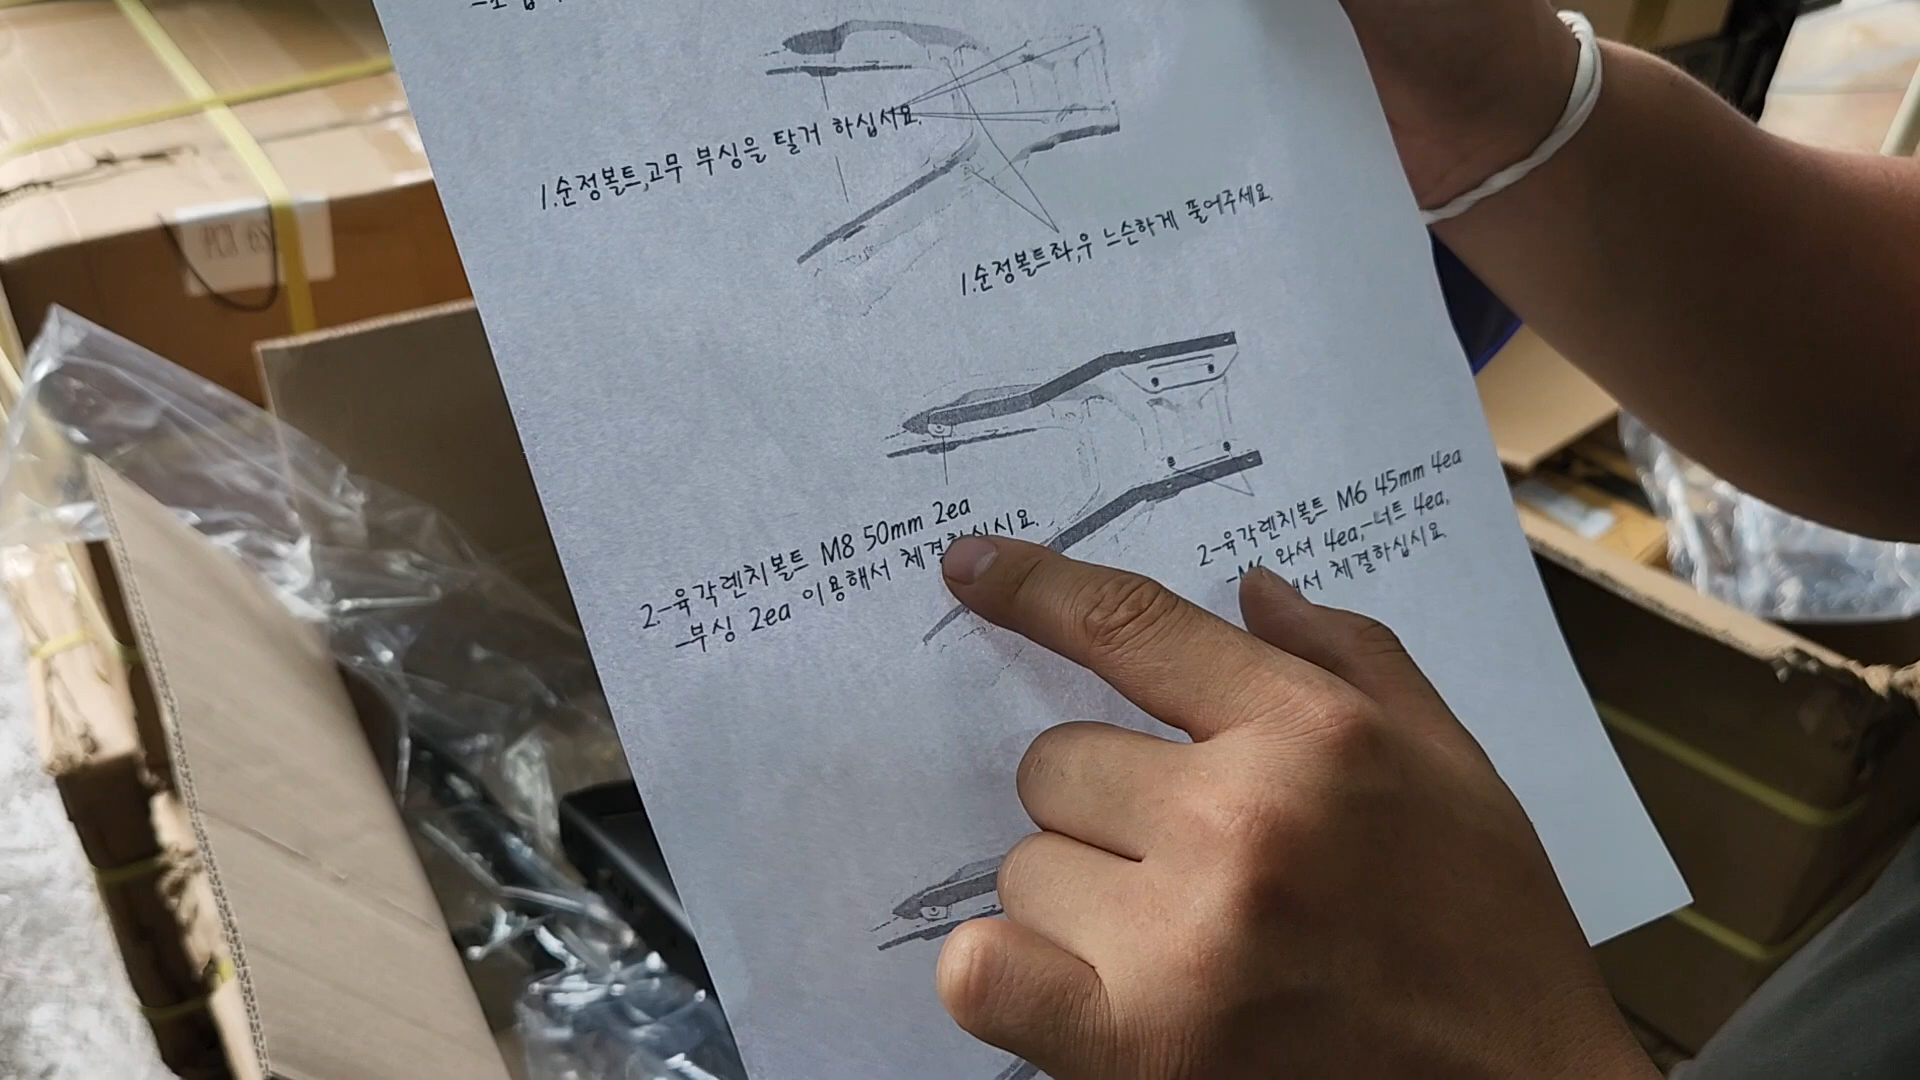 1.순정볼트,고무 부싱을 탈거 하십서요.
1.순정볼트좌,우 느슨하게 풀어주세요.
2-육각렌치볼트 M8 50mm 2ea
-부싱 2ea 이용해서 체결하십시요.
2-육각렌치볼트 M6 45mm 4ea
-M6 와셔 4ea,-너트 4ea,
해서 체결하십시요